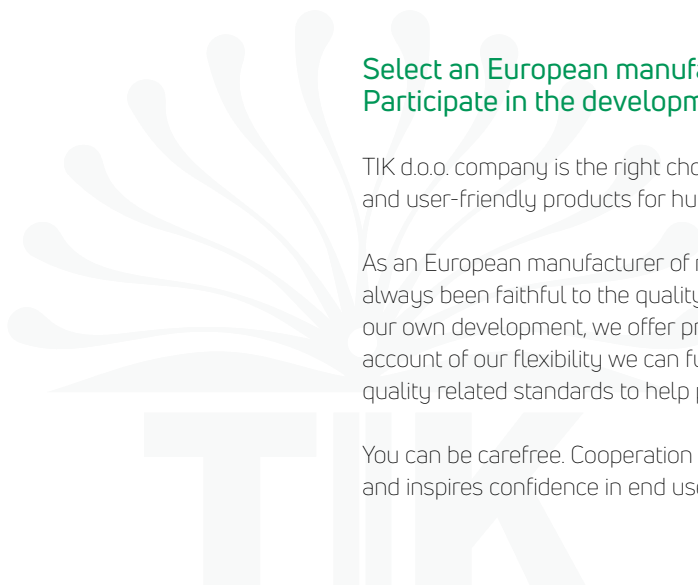 Select an European manufa
Participate in the developm
TIK d.o.o. company is the right cho
and user-friendly products for hu
As an European manufacturer of
always been faithful to the quality
our own development, we offer pr
account of our flexibility we can fu
quality related standards to help
You can be carefree. Cooperation
and inspires confidence in end use
TIK